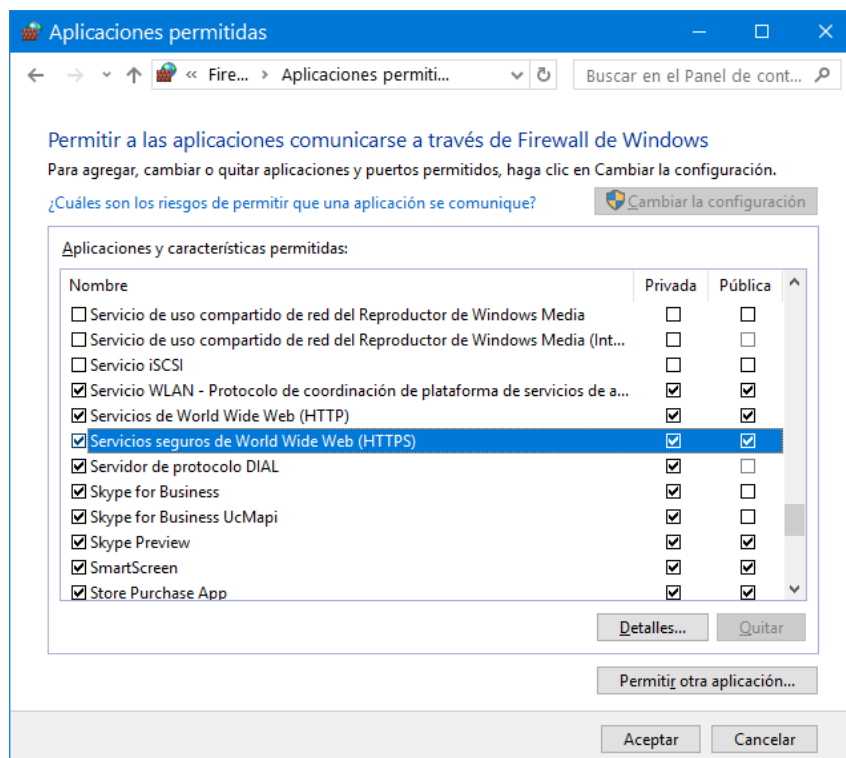 Aplicaciones permitidas
« Fire... > Aplicaciones permiti...
Buscar en el Panel de cont...
Permitir a las aplicaciones comunicarse a través de Firewall de Windows
Para agregar, cambiar o quitar aplicaciones y puertos permitidos, haga clic en Cambiar la configuración.
¿Cuáles son los riesgos de permitir que una aplicación se comunique?
Cambiar la configuración
Aplicaciones y características permitidas:
Nombre Privada Pública
Servicio de uso compartido de red del Reproductor de Windows Media
Servicio de uso compartido de red del Reproductor de Windows Media (Int...
Servicio iSCSI
Servicio WLAN - Protocolo de coordinación de plataforma de servicios de a...
Servicios de World Wide Web (HTTP)
Servicios seguros de World Wide Web (HTTPS)
Servidor de protocolo DIAL
Skype for Business
Skype for Business UcMapi
Skype Preview
SmartScreen
Store Purchase App
Detalles... Quitar
Permitir otra aplicación...
Aceptar Cancelar